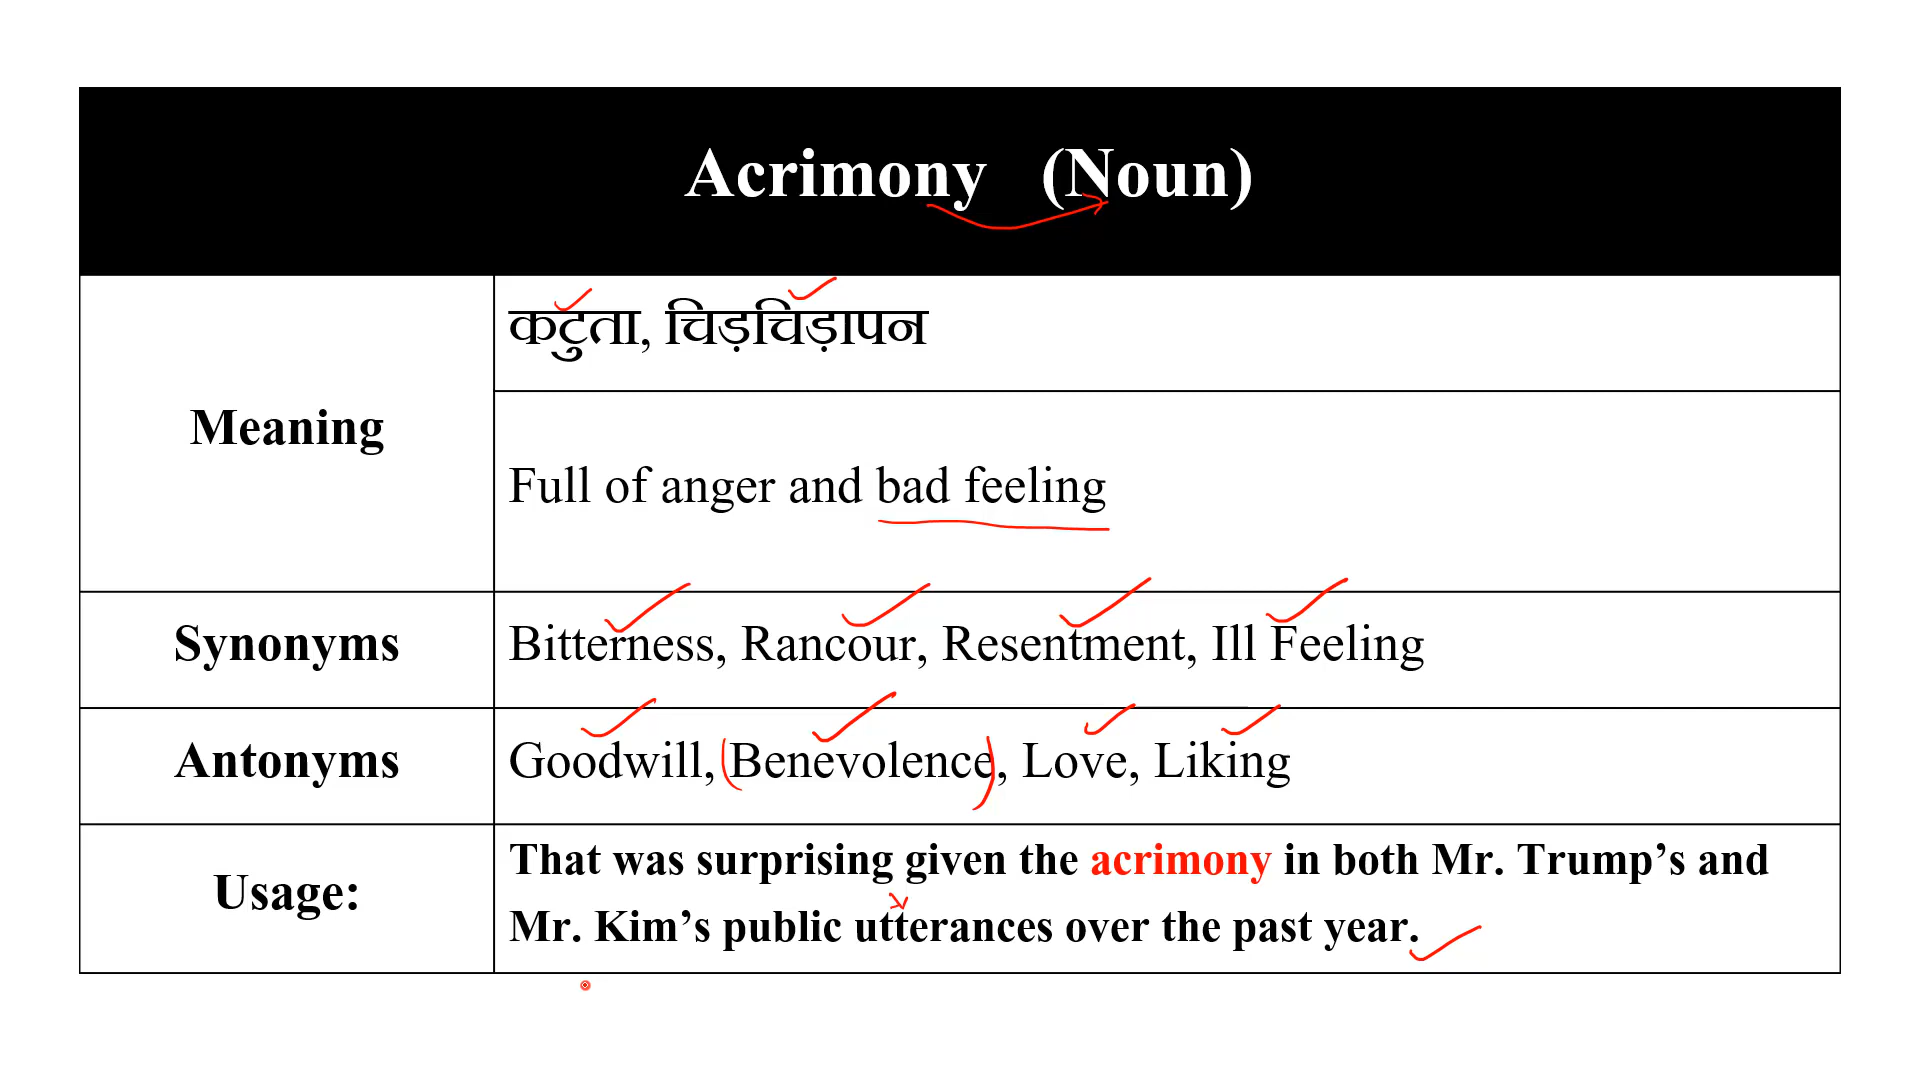 Acrimony (Noun)
Meaning
कटुता, चिड़चिड़ापन
Full of anger and bad feeling
Synonyms
Bitterness, Rancour, Resentment, Ill Feeling
Antonyms
Goodwill, Benevolence, Love, Liking
Usage:
That was surprising given the acrimony in both Mr. Trump’s and
Mr. Kim’s public utterances over the past year.